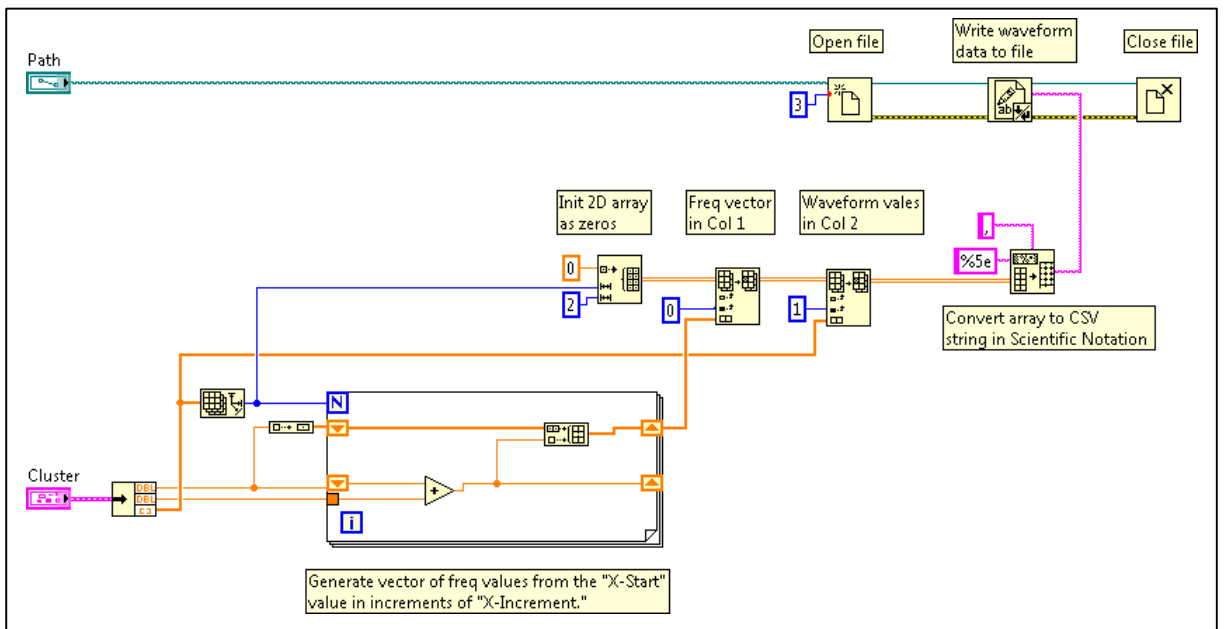 Open file
Write waveform
data to file
Close file
Path
3
ab
Init 2D array
as zeros
Freq vector
in Col 1
Waveform vales
in Col 2
0
2
0
1
,
%5e
Convert array to CSV
string in Scientific Notation
N
Cluster
DBL
DBL
+
i
Generate vector of freq values from the "X-Start"
value in increments of "X-Increment."